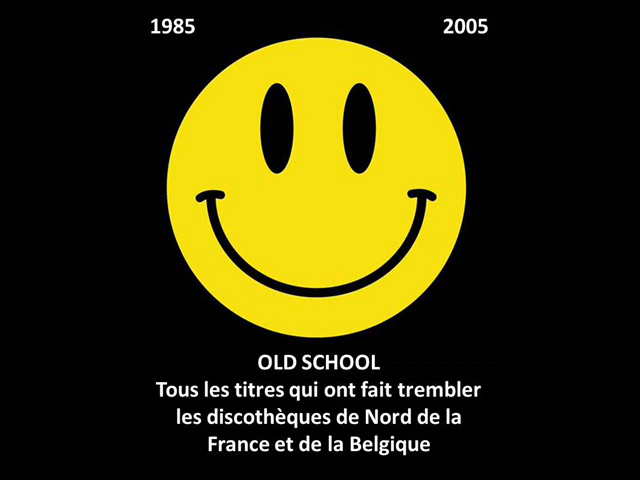 1985 2005
OLD SCHOOL
Tous les titres qui ont fait trembler
les discothèques de Nord de la
France et de la Belgique